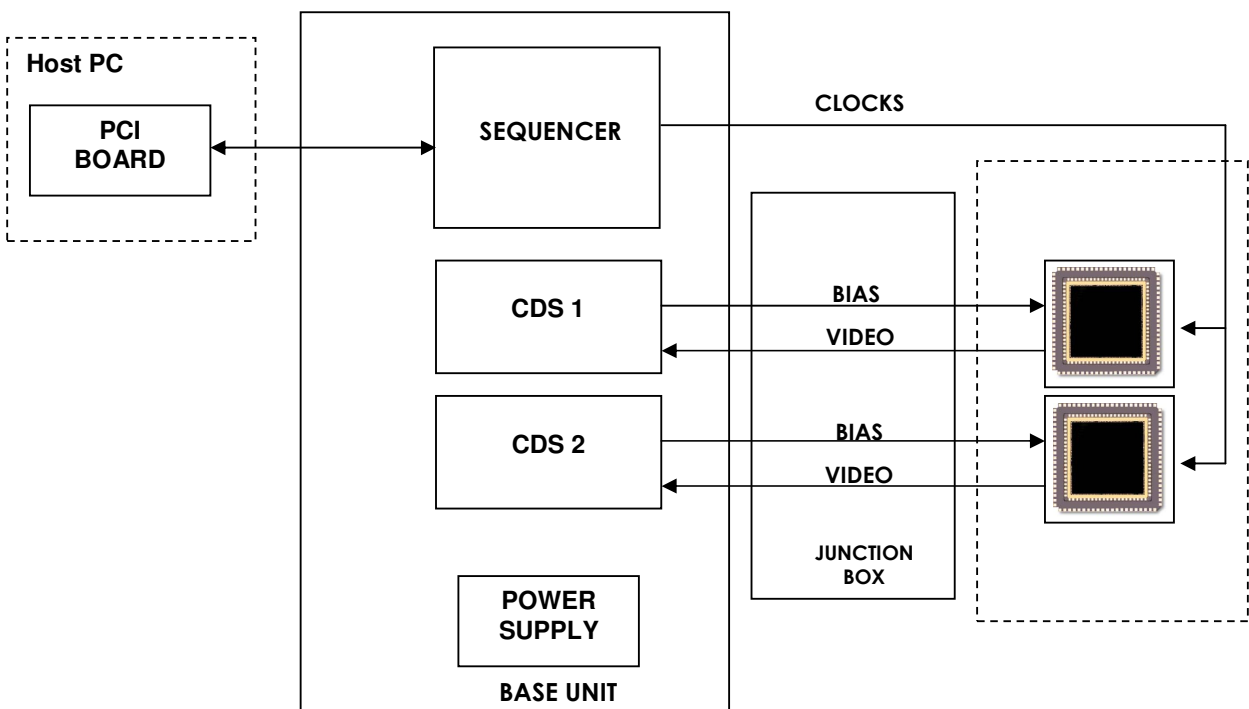 Host PC
PCI
BOARD
SEQUENCER
CLOCKS
CDS 1
BIAS
VIDEO
CDS 2
BIAS
VIDEO
JUNCTION
BOX
POWER
SUPPLY
BASE UNIT